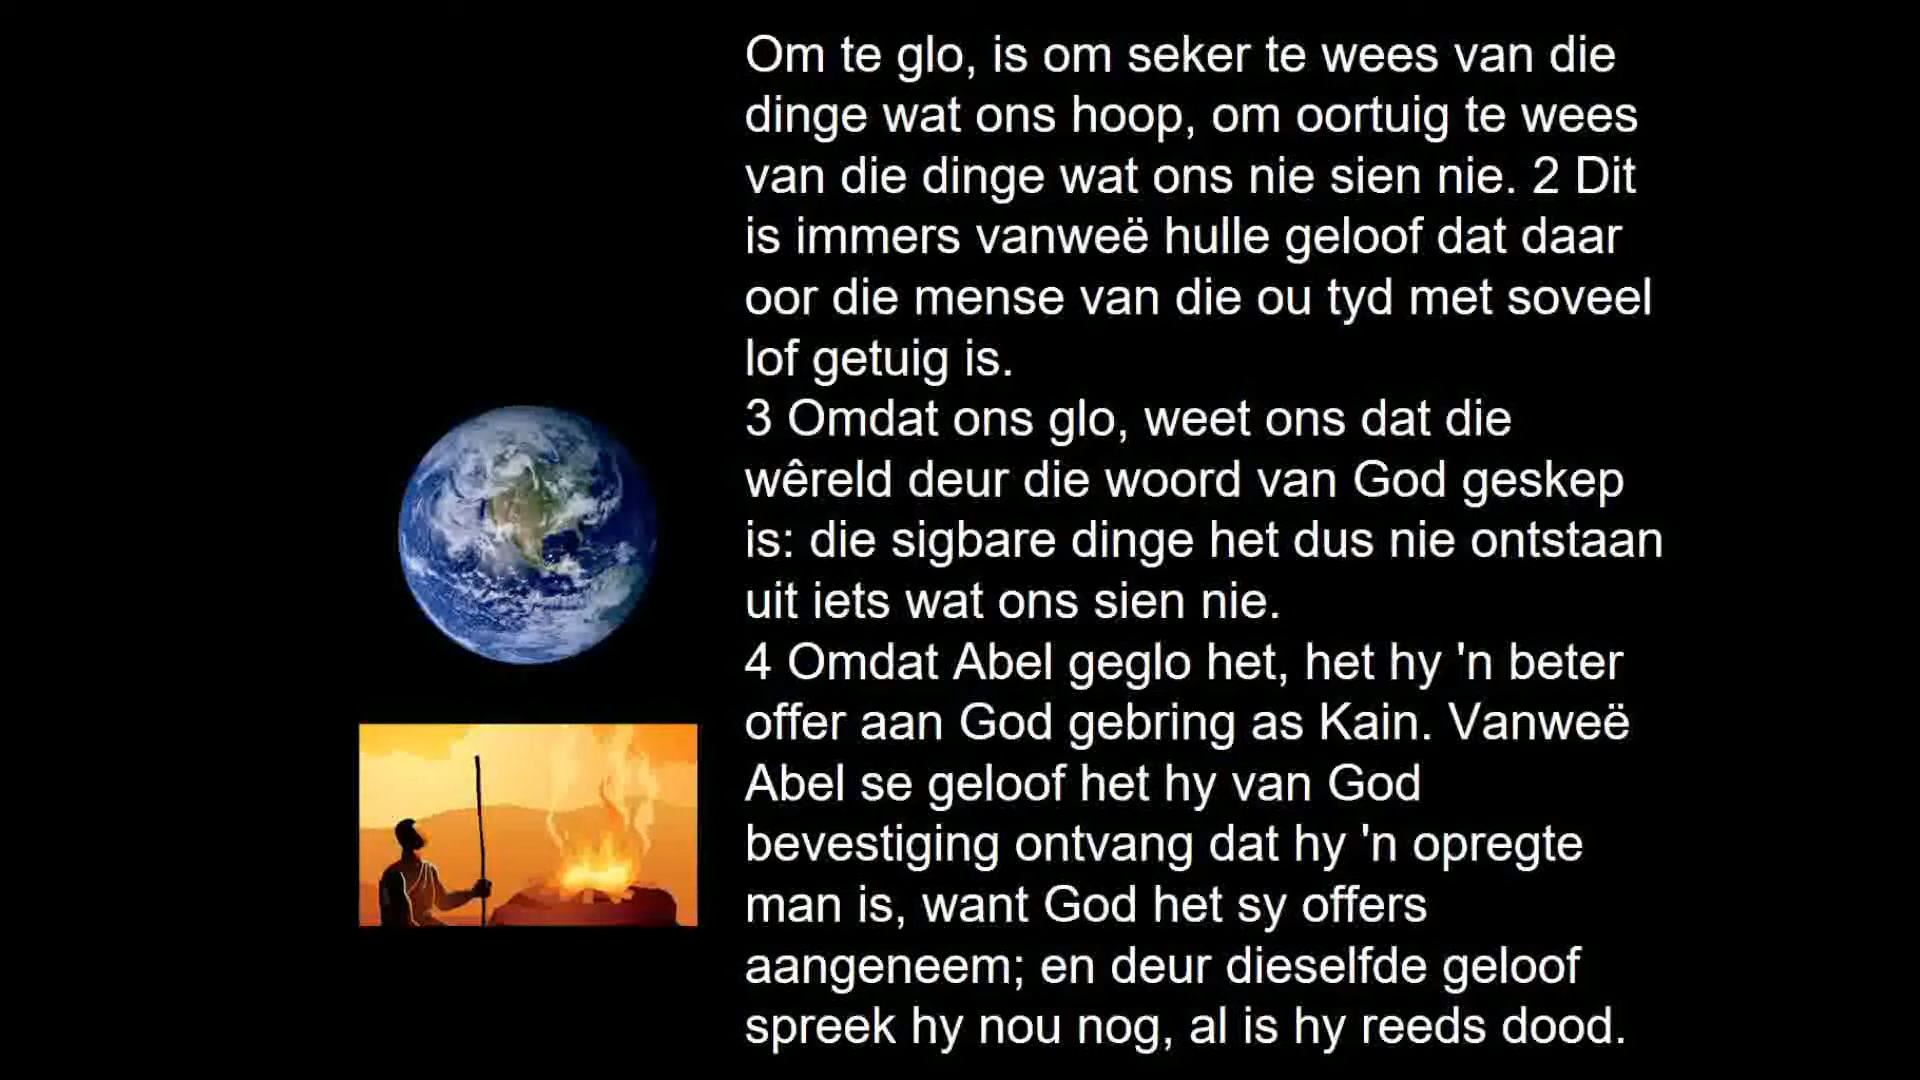 Om te glo, is om seker te wees van die
dinge wat ons hoop, om oortuig te wees
van die dinge wat ons nie sien nie. 2 Dit
is immers vanweë hulle geloof dat daar
oor die mense van die ou tyd met soveel
lof getuig is.
3 Omdat ons glo, weet ons dat die
wêreld deur die woord van God geskep
is: die sigbare dinge het dus nie ontstaan
uit iets wat ons sien nie.
4 Omdat Abel geglo het, het hy 'n beter
offer aan God gebring as Kain. Vanweë
Abel se geloof het hy van God
bevestiging ontvang dat hy 'n opregte
man is, want God het sy offers
aangeneem; en deur dieselfde geloof
spreek hy nou nog, al is hy reeds dood.